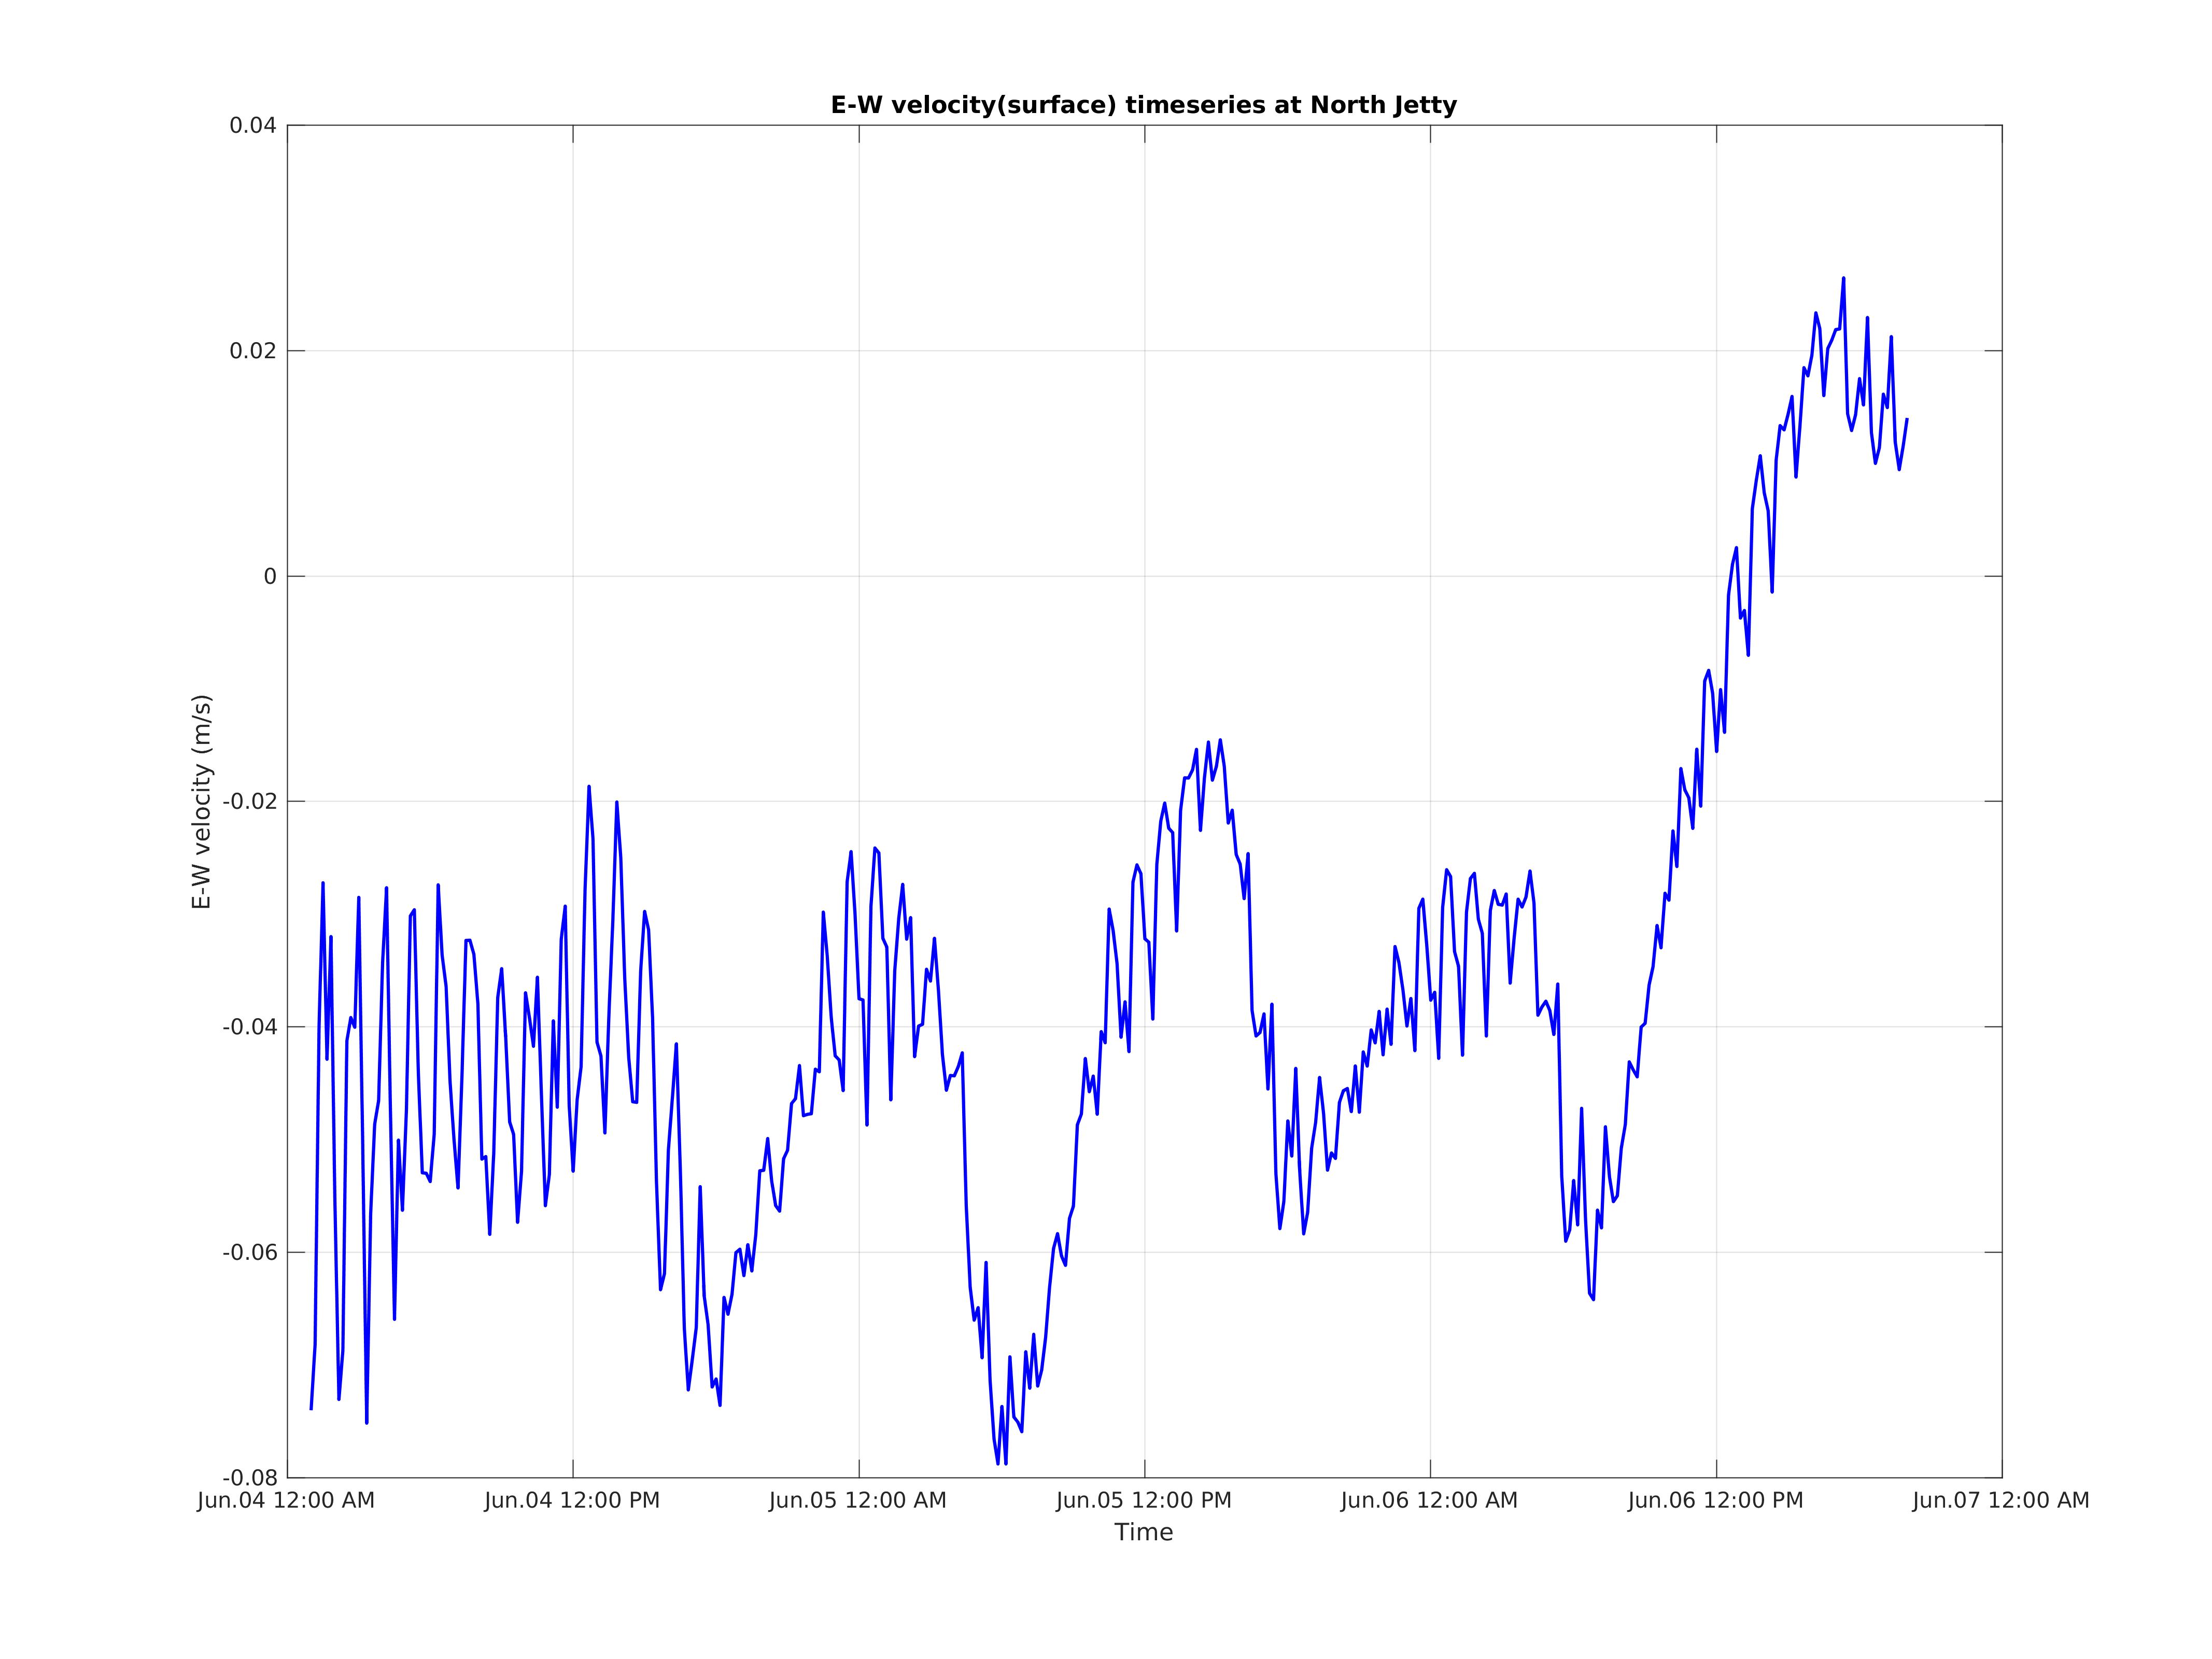 E-W velocity(surface) timeseries at North Jetty
0.04
0.02
0
-0.02
-0.04
-0.06
-0.08
E-W velocity (m/s)
Jun.04 12:00 AM
Jun.04 12:00 PM
Jun.05 12:00 AM
Jun.05 12:00 PM
Jun.06 12:00 AM
Jun.06 12:00 PM
Jun.07 12:00 AM
Time